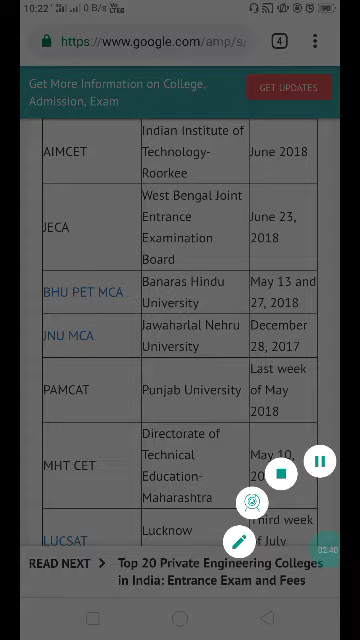 10:22 0 B/s VoLTED 90
https://www.google.com/amp/s/ 4
Get More Information on College,
Admission, Exam
GET UPDATES
AIMCET
Indian Institute of
Technology-
Roorkee
June 2018
JECA
West Bengal Joint
Entrance
Examination
Board
June 23,
2018
BHU PET MCA
Banaras Hindu
University
May 13 and
27, 2018
JNU MCA
Jawaharlal Nehru
University
December
28, 2017
PAMCAT
Punjab University
Last week
of May
2018
MHT CET
Directorate of
Technical
Education-
Maharashtra
May 10,
LUCSAT
Lucknow
Third week
of July
02:40
READ NEXT
Top 20 Private Engineering Colleges
in India: Entrance Exam and Fees